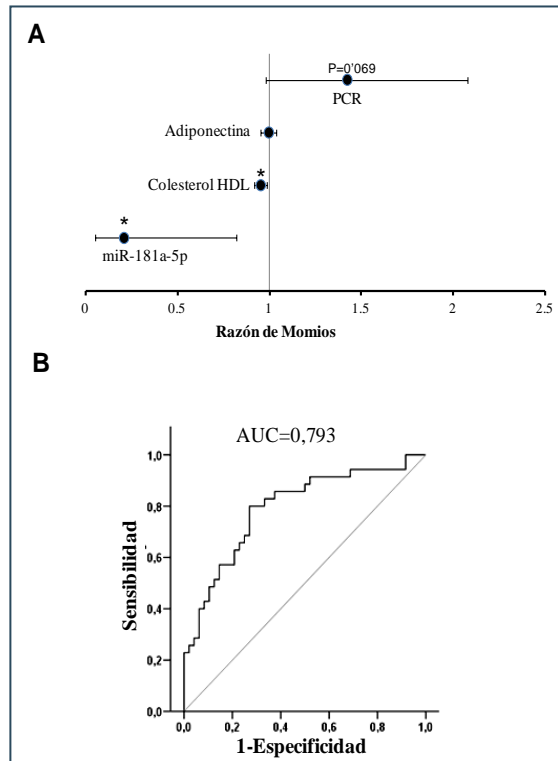 A
P=0'069
PCR
Adiponectina
*
Colesterol HDL
*
miR-181a-5p
0 0.5 1 1.5 2 2.5
Razón de Momios
B
AUC=0,793
1,0
0,8
0,6
0,4
0,2
0,0
Sensibilidad
0,0 0,2 0,4 0,6 0,8 1,0
1-Especificidad